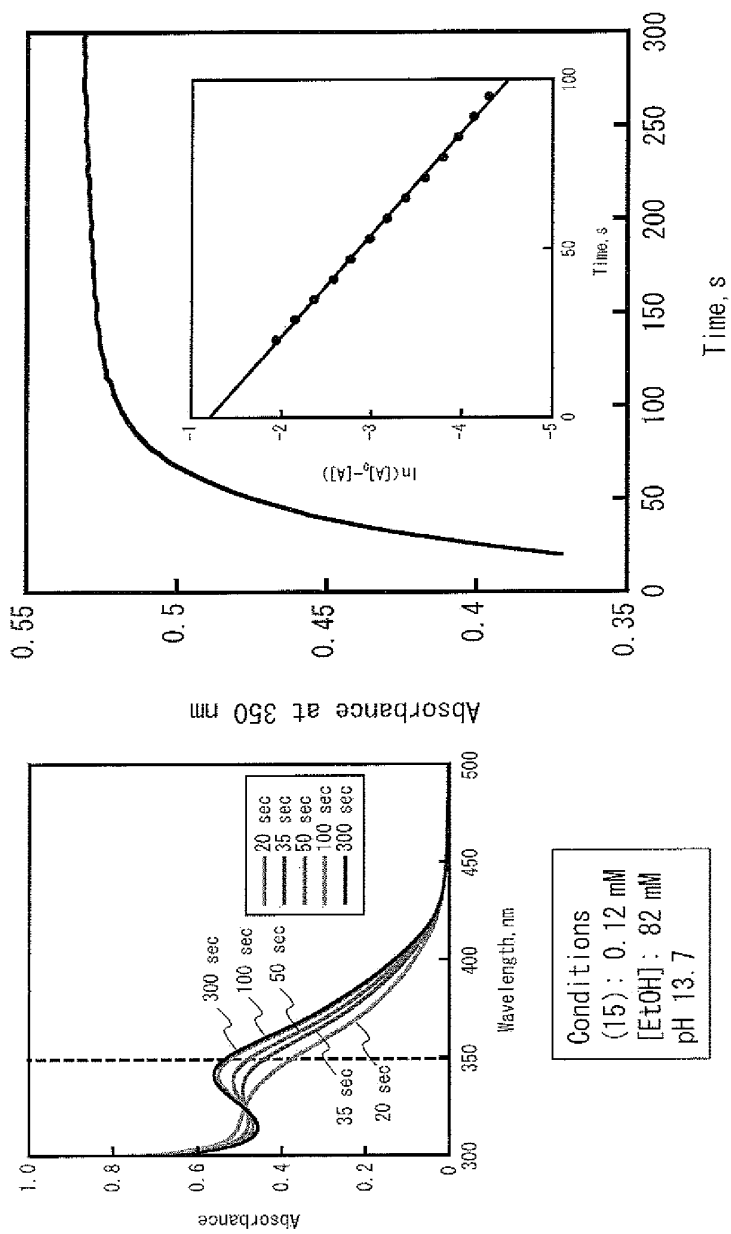 1.0
0.8
0.6
0.4
0.2
0
Absorbance
300
350
400
450
500
Wavelength, nm
300 sec
100 sec
50 sec
35 sec
20 sec
20 sec
35 sec
50 sec
100 sec
300 sec
Conditions
(15): 0.12 mM
[EtOH]: 82 mM
pH 13.7
0.55
0.5
0.45
0.4
0.35
Absorbance at 350 nm
0
50
100
150
200
250
300
Time, s
-1
-2
-3
-4
-5
ln([A]₀-[A])
0
50
100
Time, s